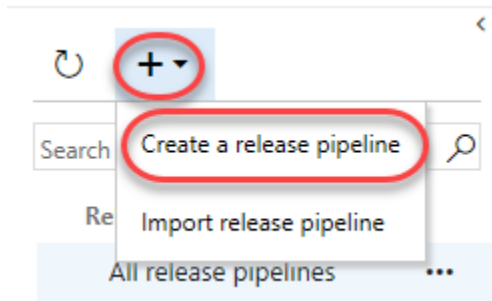 Search
Create a release pipeline
Re
Import release pipeline
All release pipelines